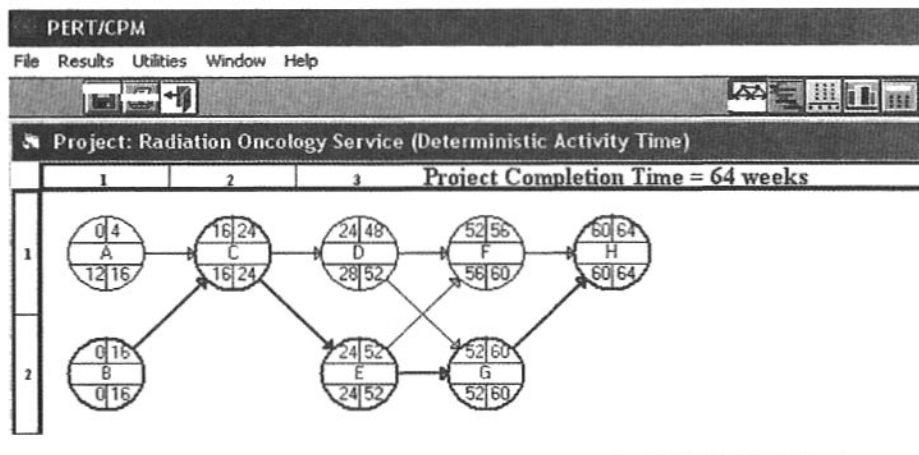 PERT/CPM
File Results Utilities Window Help
Project: Radiation Oncology Service (Deterministic Activity Time)
1 2 3 Project Completion Time = 64 weeks
1
0 4
A
12 16
16 24
C
16 24
24 48
D
28 52
52 56
F
56 60
60 64
H
60 64
2
0 16
B
0 16
24 52
E
24 52
52 60
G
52 60